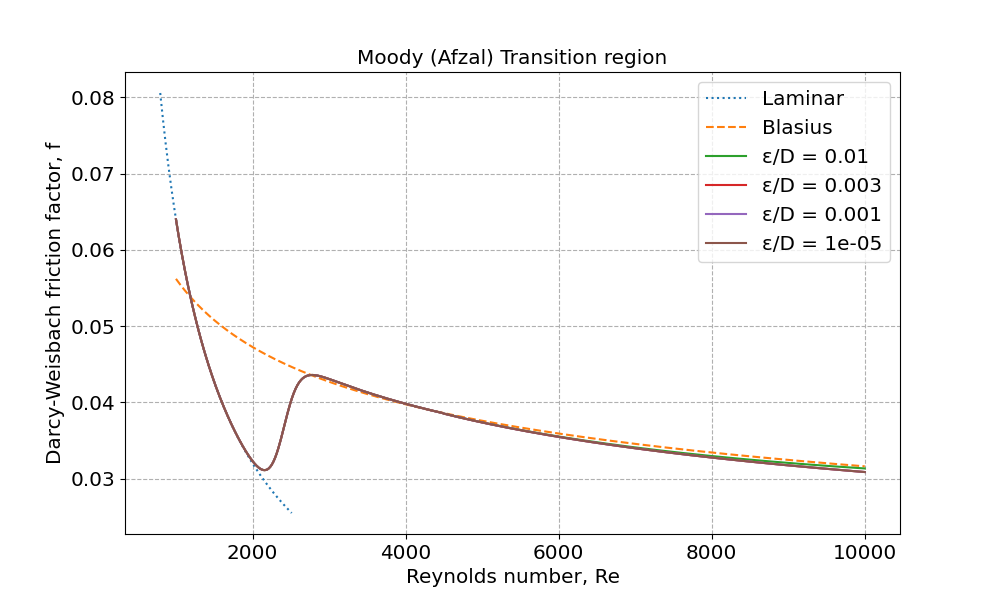 Moody (Afzal) Transition region
Darcy-Weisbach friction factor, f
0.08
0.07
0.06
0.05
0.04
0.03
Laminar
Blasius
ε/D = 0.01
ε/D = 0.003
ε/D = 0.001
ε/D = 1e-05
2000
4000
6000
8000
10000
Reynolds number, Re